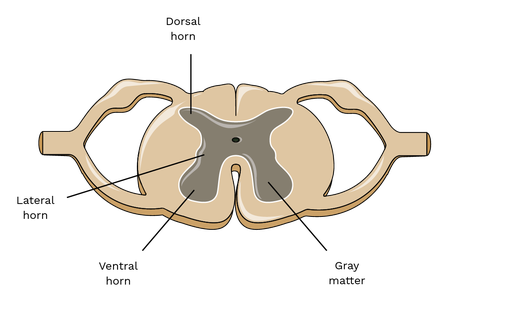 Dorsal
horn
Lateral
horn
Ventral
horn
Gray
matter